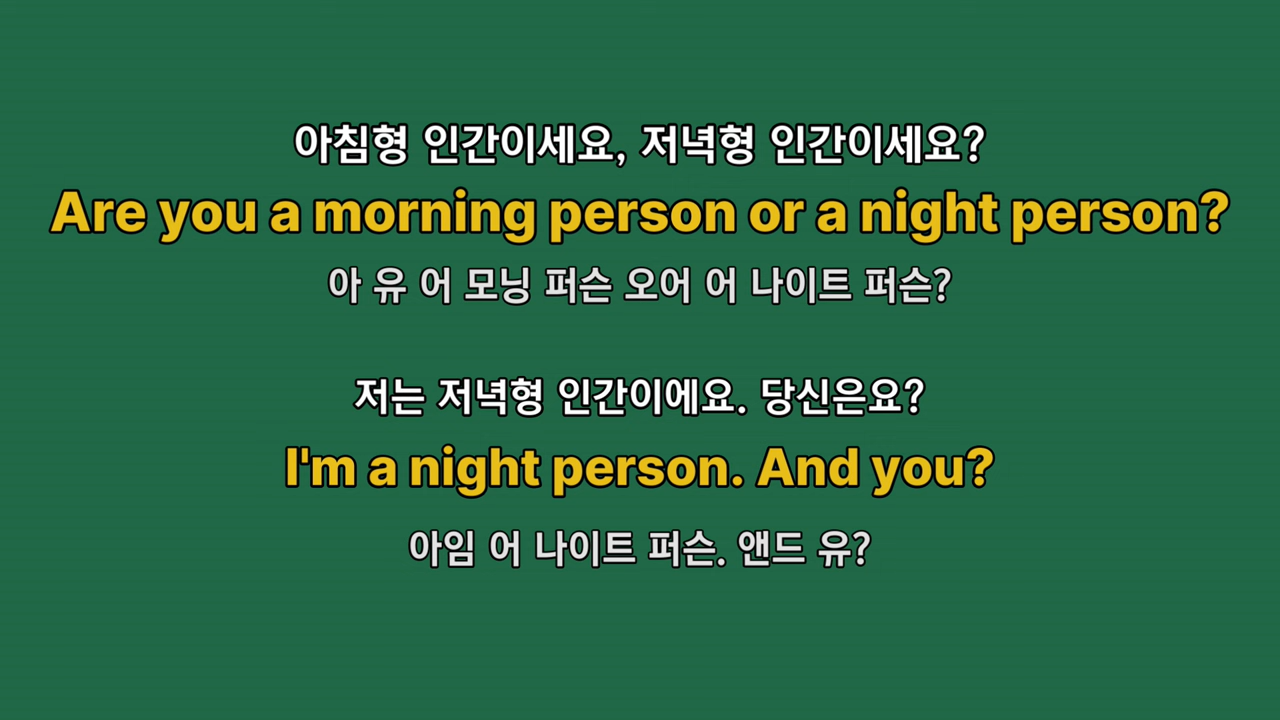 아침형 인간이세요, 저녁형 인간이세요?
Are you a morning person or a night person?
아 유 어 모닝 퍼슨 오어 어 나이트 퍼슨?
저는 저녁형 인간이에요. 당신은요?
I'm a night person. And you?
아임 어 나이트 퍼슨. 앤드 유?